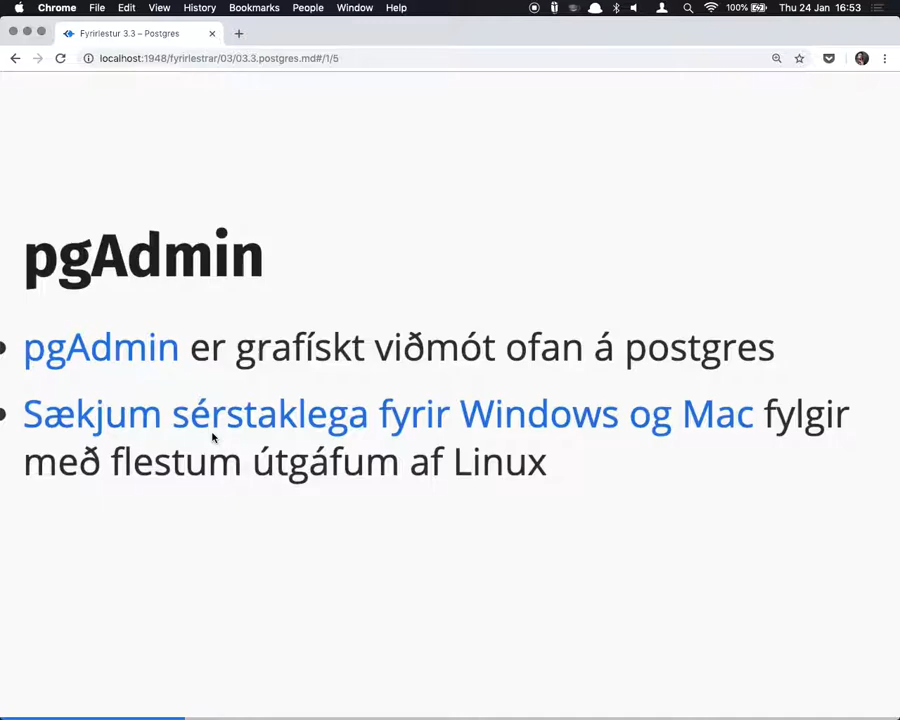 Chrome File Edit View History Bookmarks People Window Help 100% Thu 24 Jan 16:53
Fyrirlestur 3.3 – Postgres
localhost:1948/fyrirlestrar/03/03.3.postgres.md#/1/5
pgAdmin
• pgAdmin er grafískt viðmót ofan á postgres
• Sækjum sérstaklega fyrir Windows og Mac fylgir
með flestum útgáfum af Linux